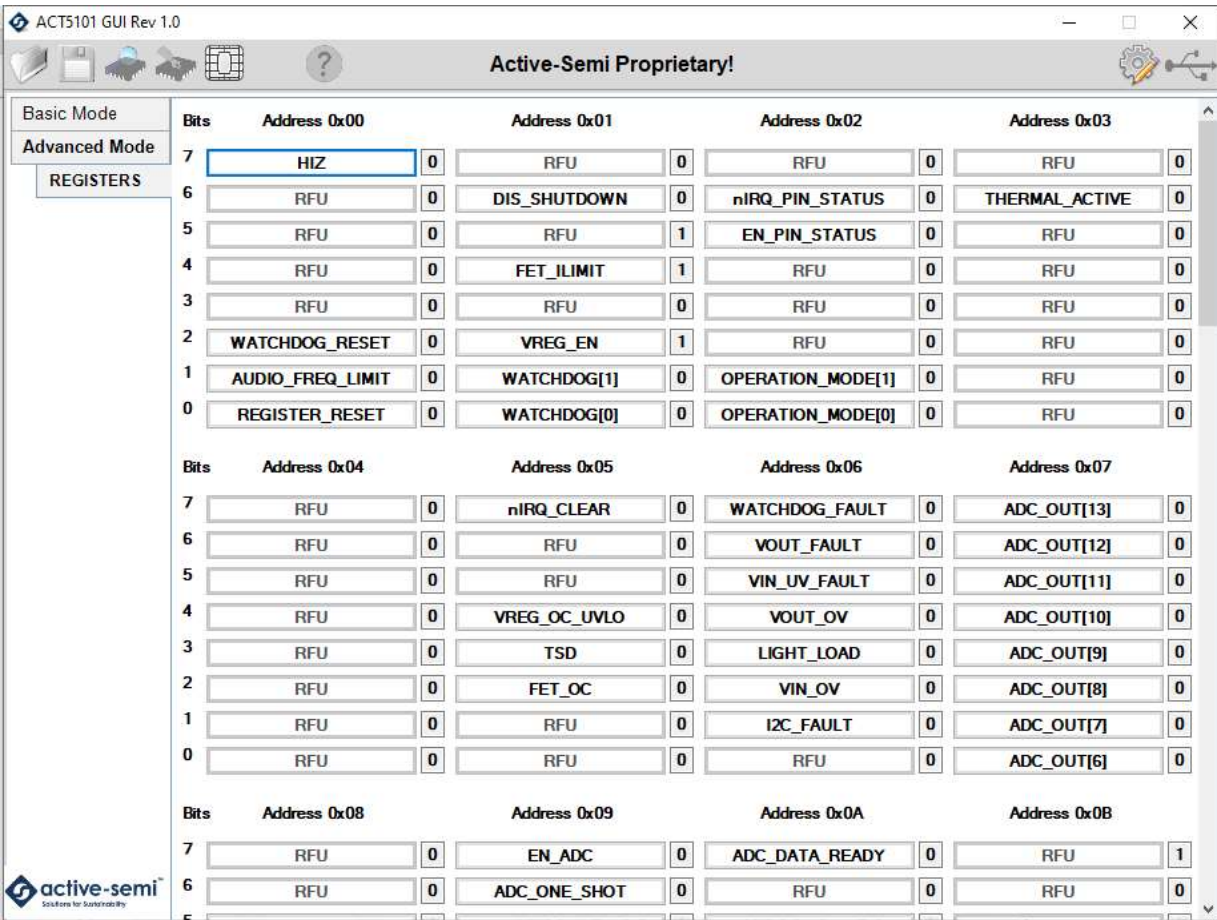 ACT5101 GUI Rev 1.0
Active-Semi Proprietary!
Basic Mode
Advanced Mode
REGISTERS
Bits Address 0x00 Address 0x01 Address 0x02 Address 0x03
7 HIZ 0 RFU 0 RFU 0 RFU 0
6 RFU 0 DIS_SHUTDOWN 0 nIRQ_PIN_STATUS 0 THERMAL_ACTIVE 0
5 RFU 0 RFU 1 EN_PIN_STATUS 0 RFU 0
4 RFU 0 FET_ILIMIT 1 RFU 0 RFU 0
3 RFU 0 RFU 0 RFU 0 RFU 0
2 WATCHDOG_RESET 0 VREG_EN 1 RFU 0 RFU 0
1 AUDIO_FREQ_LIMIT 0 WATCHDOG[1] 0 OPERATION_MODE[1] 0 RFU 0
0 REGISTER_RESET 0 WATCHDOG[0] 0 OPERATION_MODE[0] 0 RFU 0
Bits Address 0x04 Address 0x05 Address 0x06 Address 0x07
7 RFU 0 nIRQ_CLEAR 0 WATCHDOG_FAULT 0 ADC_OUT[13] 0
6 RFU 0 RFU 0 VOUT_FAULT 0 ADC_OUT[12] 0
5 RFU 0 RFU 0 VIN_UV_FAULT 0 ADC_OUT[11] 0
4 RFU 0 VREG_OC_UVLO 0 VOUT_OV 0 ADC_OUT[10] 0
3 RFU 0 TSD 0 LIGHT_LOAD 0 ADC_OUT[9] 0
2 RFU 0 FET_OC 0 VIN_OV 0 ADC_OUT[8] 0
1 RFU 0 RFU 0 I2C_FAULT 0 ADC_OUT[7] 0
0 RFU 0 RFU 0 RFU 0 ADC_OUT[6] 0
Bits Address 0x08 Address 0x09 Address 0x0A Address 0x0B
7 RFU 0 EN_ADC 0 ADC_DATA_READY 0 RFU 1
6 RFU 0 ADC_ONE_SHOT 0 RFU 0 RFU 0
active-semi
Solutions for Sustainability